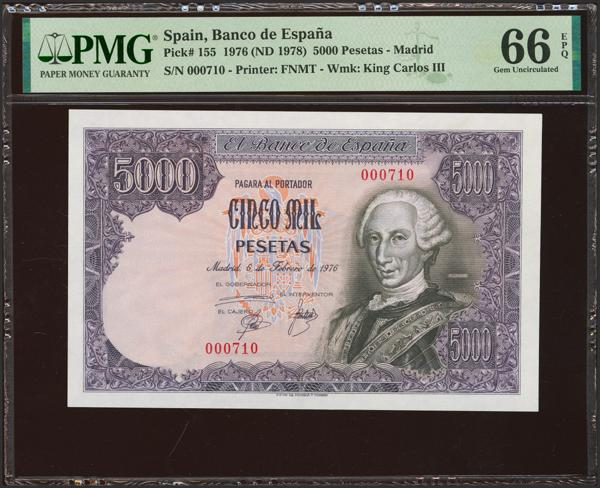 PMG
PAPER MONEY GUARANTY
Spain, Banco de España
Pick# 155 1976 (ND 1978) 5000 Pesetas - Madrid
S/N 000710 - Printer: FNMT - Wmk: King Carlos III
66 EPQ
Gem Uncirculated
El Banco de España
5000
5000
PAGARA AL PORTADOR
000710
CINCO MIL
PESETAS
Madrid, 6 de Febrero de 1976
EL GOBERNADOR
EL INTERVENTOR
EL CAJERO
000710
5000